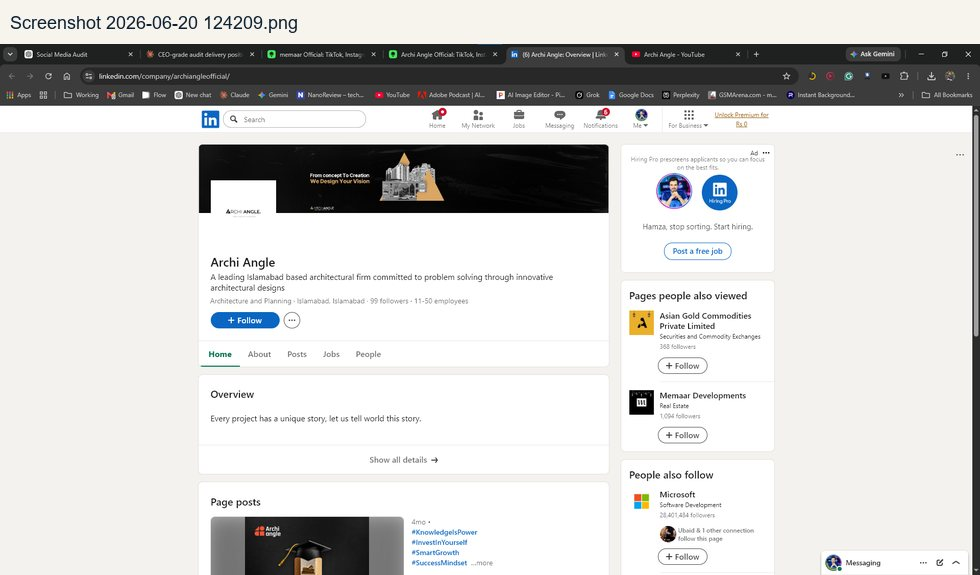 Screenshot 2026-06-20 124209.png
Social Media Audit
CEO-grade audit delivery posit
memaar Official: TikTok, Instag
Archi Angle Official: TikTok, Ins
(6) Archi Angle: Overview | Link
Archi Angle - YouTube
Ask Gemini
linkedin.com/company/archiangleofficial/
Apps
Working
Gmail
Flow
New chat
Claude
Gemini
NanoReview – tech...
YouTube
Adobe Podcast | AI...
AI Image Editor - Pi...
Grok
Google Docs
Perplexity
GSMArena.com - m...
Instant Background...
All Bookmarks
Search
Home
My Network
Jobs
Messaging
Notifications
Me
For Business
Unlock Premium for
Rs 0
From concept To Creation
We Design Your Vision
ARCHI ANGLE
ARCHI ANGLE.
Archi Angle
A leading Islamabad based architectural firm committed to problem solving through innovative
architectural designs
Architecture and Planning · Islamabad, Islamabad · 99 followers · 11-50 employees
+ Follow
Home
About
Posts
Jobs
People
Overview
Every project has a unique story, let us tell world this story.
Show all details →
Page posts
Archi
angle
4mo •
#KnowledgeIsPower
#InvestInYourself
#SmartGrowth
#SuccessMindset ...more
Ad ...
Hiring Pro prescreens applicants so you can focus
on the best fits.
Hiring Pro
Hamza, stop sorting. Start hiring.
Post a free job
Pages people also viewed
Asian Gold Commodities
Private Limited
Securities and Commodity Exchanges
368 followers
+ Follow
Memaar Developments
Real Estate
1,094 followers
+ Follow
People also follow
Microsoft
Software Development
28,401,484 followers
Ubaid & 1 other connection
follow this page
+ Follow
Messaging